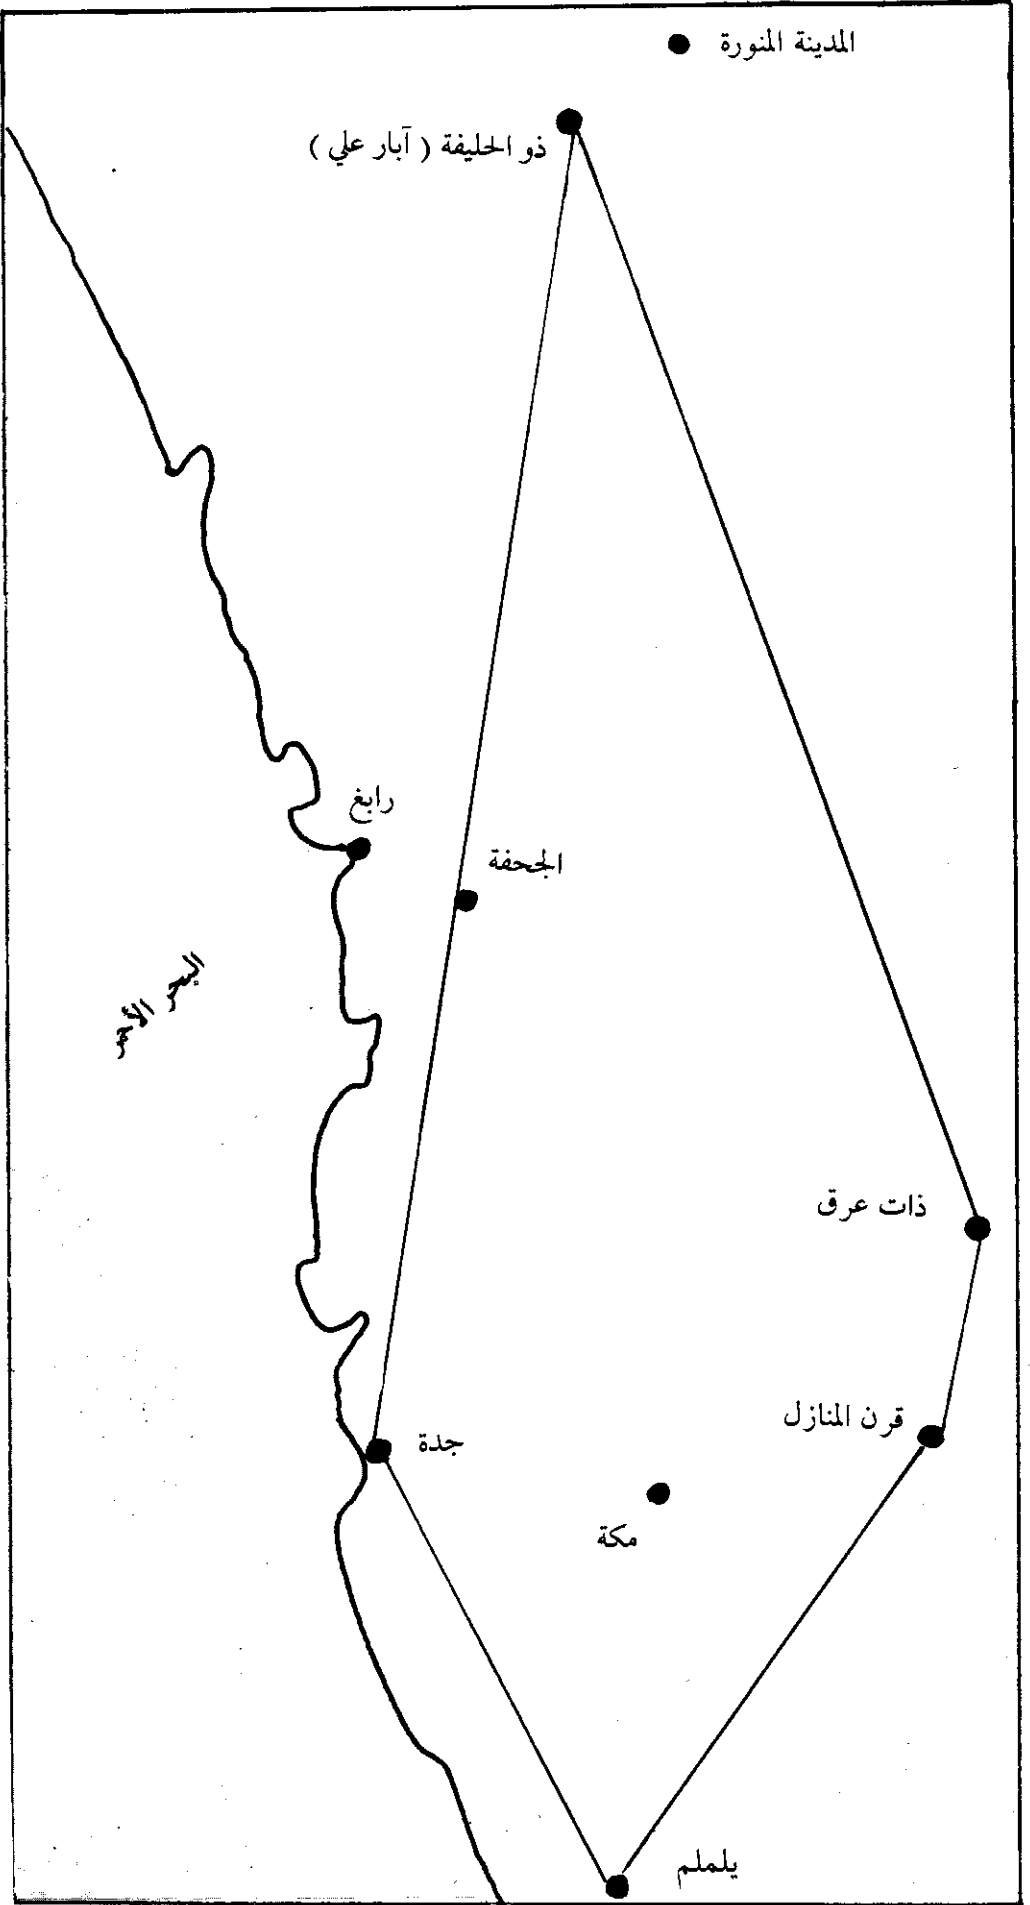 المدينة المنورة
ذو الحليفة ( آبار علي )
رابغ
الجحفة
البحر الأحمر
ذات عرق
قرن المنازل
جدة
مكة
يلملم